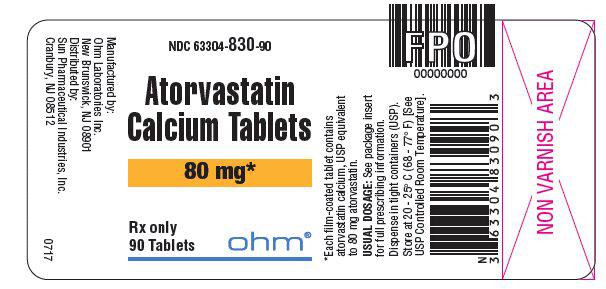 Manufactured by:
Ohm Laboratories Inc.
New Brunswick, NJ 08901
Distributed by:
Sun Pharmaceutical Industries, Inc.
Cranbury, NJ 08512
0717
NDC 63304-830-90
Atorvastatin
Calcium Tablets
80 mg*
Rx only
90 Tablets
ohm®
*Each film-coated tablet contains
atorvastatin calcium, USP equivalent
to 80 mg atorvastatin.
USUAL DOSAGE: See package insert
for full prescribing information.
Dispense in tight containers (USP).
Store at 20 - 25° C (68 - 77° F) [See
USP Controlled Room Temperature].
FPO
00000000
N
3 63304 83090 3
NON VARNISH AREA